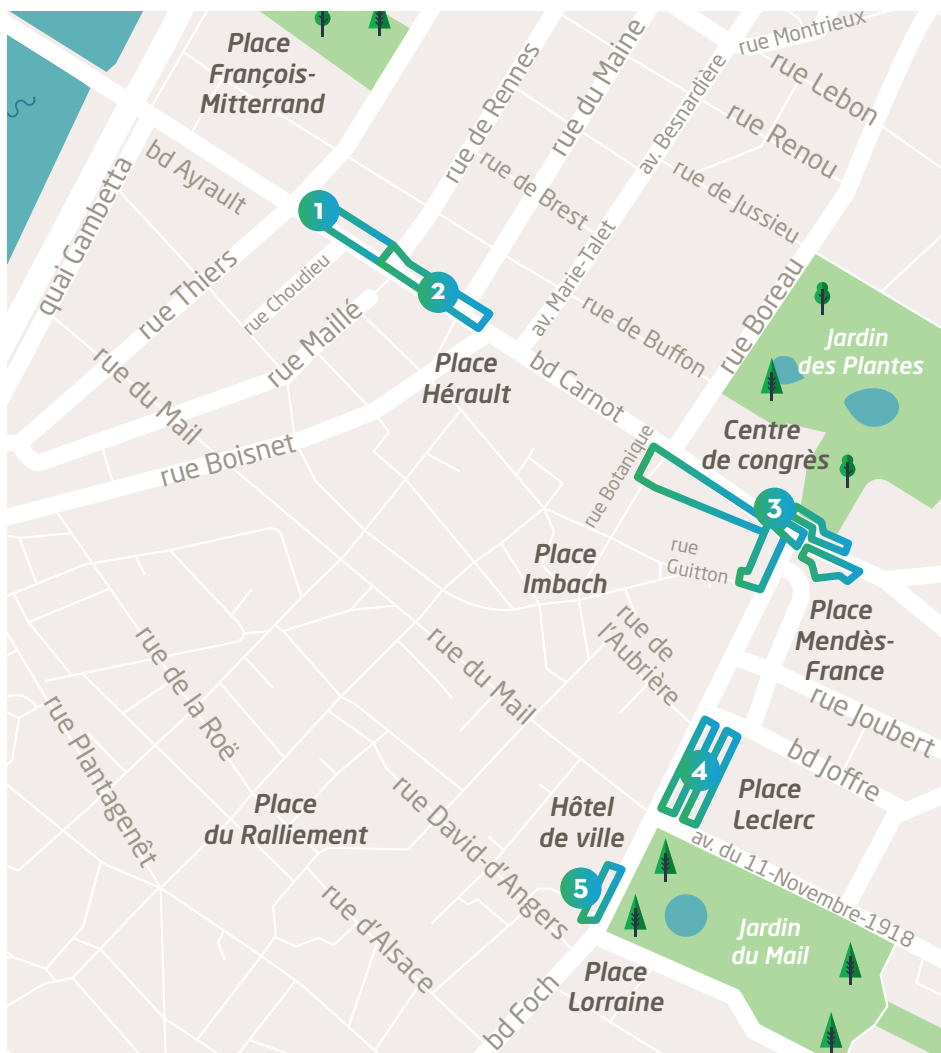 Place
François-
Mitterrand
rue Montrieux
rue Lebon
rue de Rennes
rue du Maine
av. Besnardière
rue Renou
bd Ayrault
rue de Brest
rue de Jussieu
quai Gambetta
1
rue Thiers
rue Choudieu
2
av. Marie-Talet
rue Boreau
rue Maillé
rue de Buffon
Jardin
des Plantes
rue du Mail
Place
Hérault
bd Carnot
rue Boisnet
Centre
de congrès
rue Botanique
3
Place
Imbach
rue
Guitton
Place
Mendès-
France
rue de
l'Aubrière
rue de la Roë
rue du Mail
rue Joubert
rue Plantagenêt
bd Joffre
4
Place
Leclerc
Place
du Ralliement
rue David-d'Angers
Hôtel
de ville
av. du 11-Novembre-1918
5
rue d'Alsace
Jardin
du Mail
Place
Lorraine
bd Foch